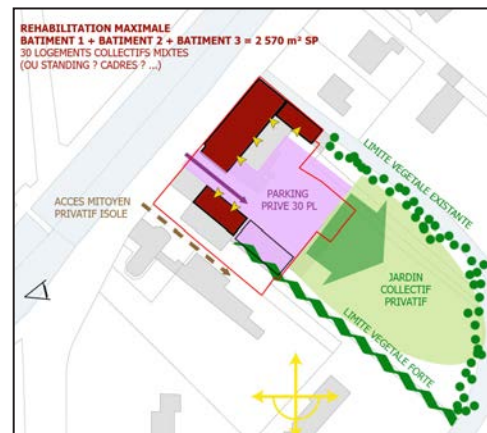 REHABILITATION MAXIMALE
BATIMENT 1 + BATIMENT 2 + BATIMENT 3 = 2 570 m² SP
30 LOGEMENTS COLLECTIFS MIXTES
(OU STANDING ? CADRES ? ...)
LIMITE VEGETALE EXISTANTE
PARKING
PRIVE 30 PL
ACCES MITOYEN
PRIVATIF ISOLE
JARDIN
COLLECTIF
PRIVATIF
LIMITE VEGETALE FORTE